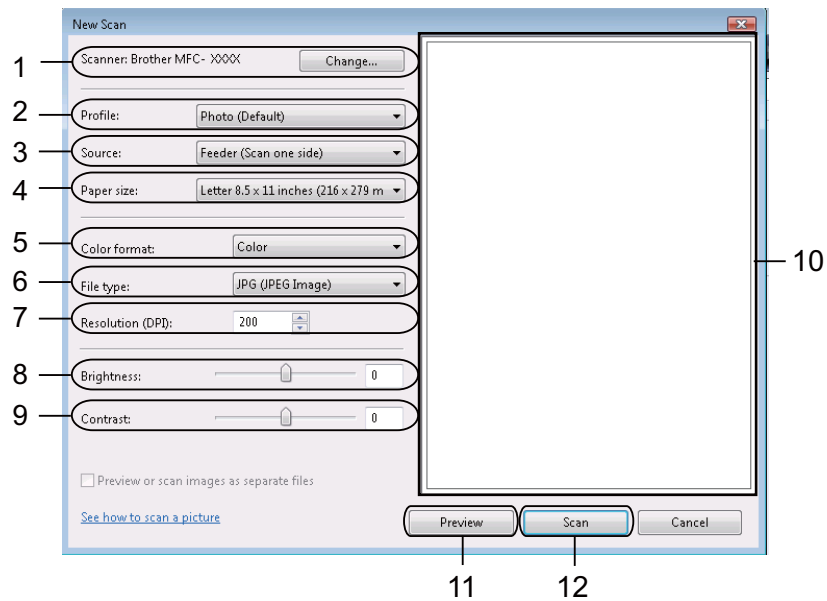 New Scan
1 Scanner: Brother MFC- XXXX Change...
2 Profile: Photo (Default)
3 Source: Feeder (Scan one side)
4 Paper size: Letter 8.5 x 11 inches (216 x 279 m
5 Color format: Color
6 File type: JPG (JPEG Image)
7 Resolution (DPI): 200
8 Brightness: 0
9 Contrast: 0
10
Preview or scan images as separate files
See how to scan a picture
Preview Scan Cancel
11 12